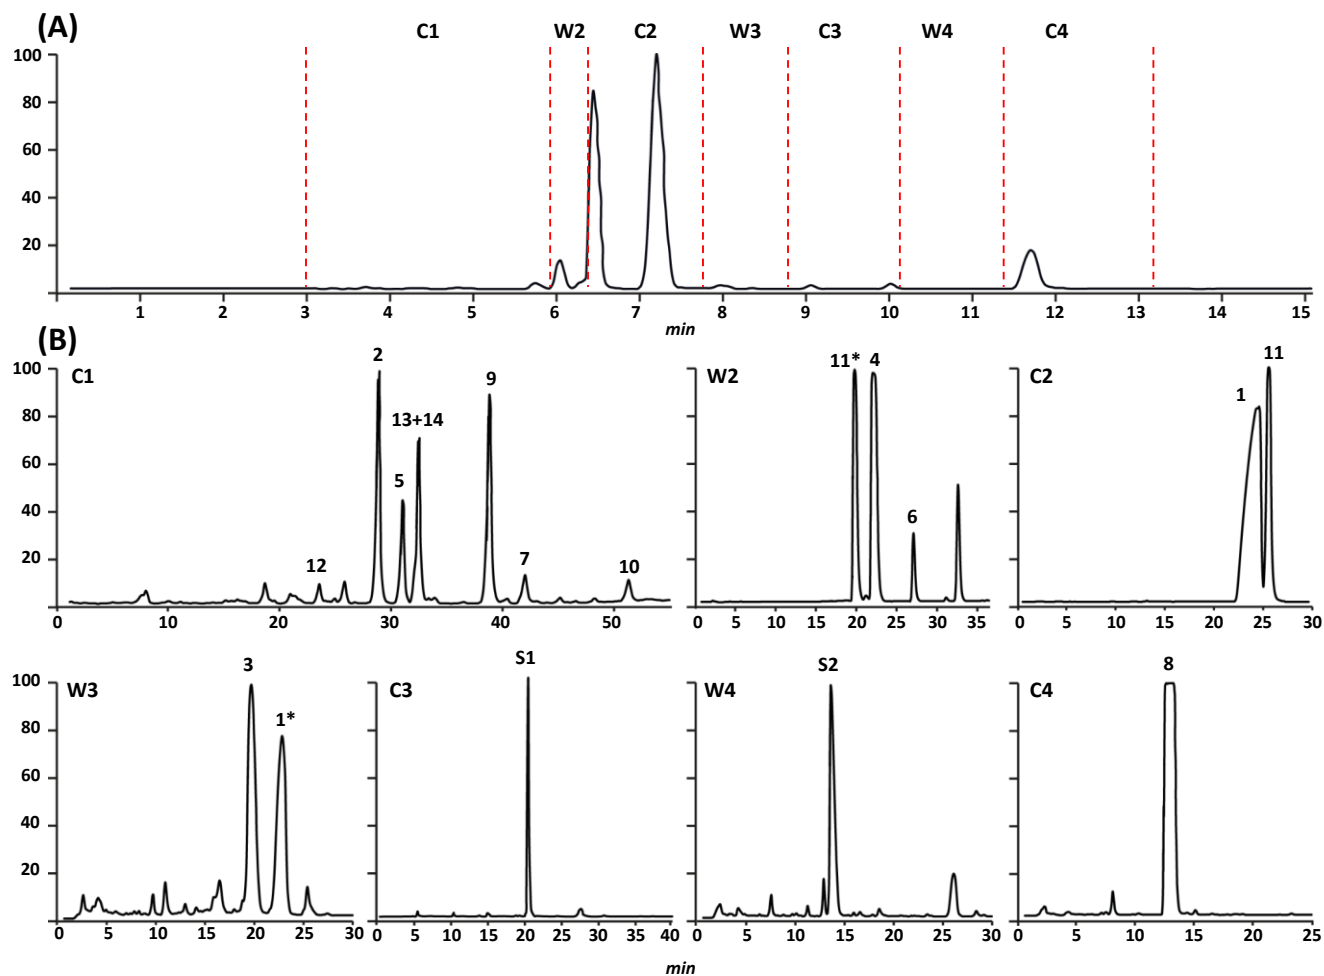 (A)
C1 W2 C2 W3 C3 W4 C4
100
80
60
40
20
1 2 3 4 5 6 7 8 9 10 11 12 13 14 15
min
(B)
C1
100
80
60
40
20
2
13+14
9
5
12
7
10
0 10 20 30 40 50
W2
11* 4
6
0 5 10 15 20 25 30 35
C2
11
1
0 5 10 15 20 25 30
W3
100
80
60
40
20
3
1*
0 5 10 15 20 25 30
C3
S1
0 5 10 15 20 25 30 35 40
W4
S2
0 5 10 15 20 25 30
C4
8
0 5 10 15 20 25
min